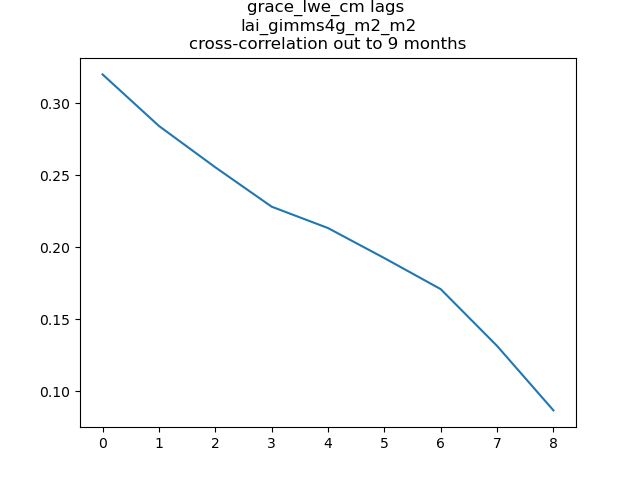 grace_lwe_cm lags
lai_gimms4g_m2_m2
cross-correlation out to 9 months
0.30
0.25
0.20
0.15
0.10
0 1 2 3 4 5 6 7 8